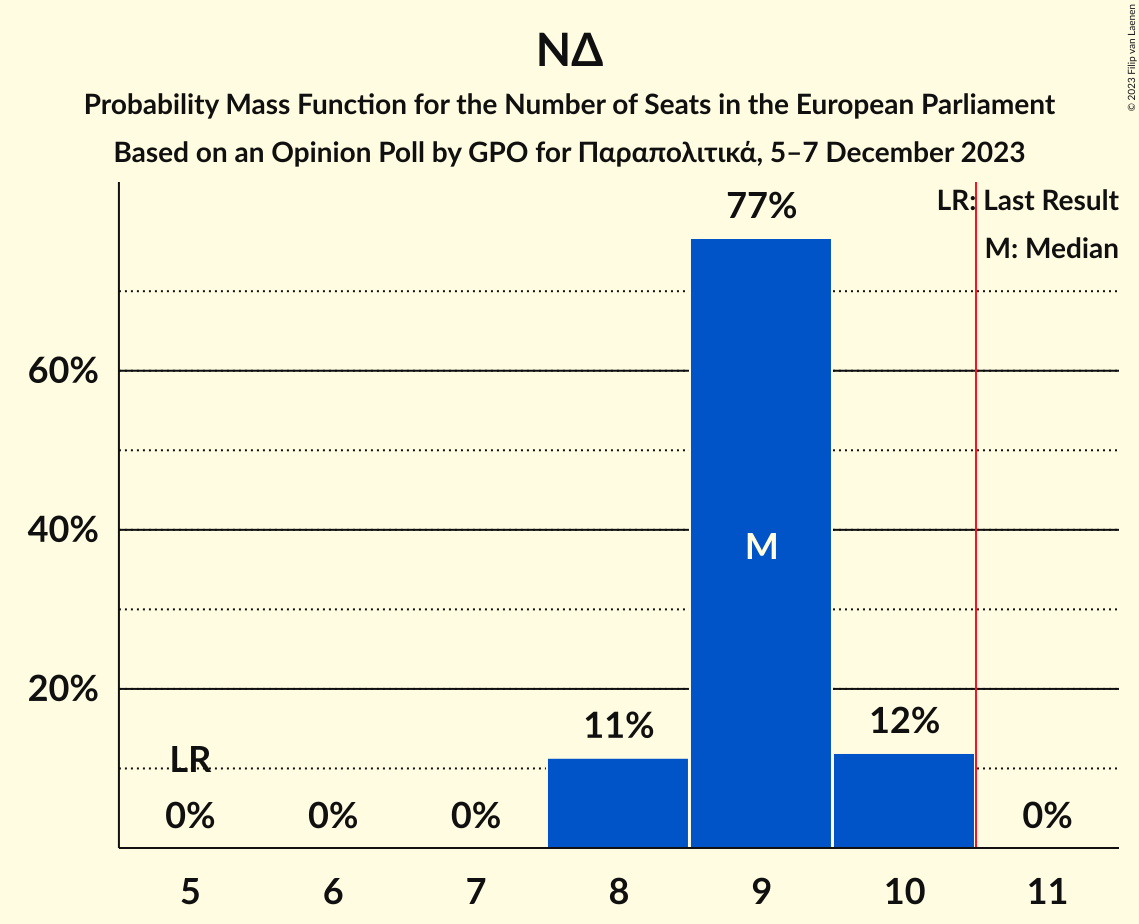 ΝΔ
Probability Mass Function for the Number of Seats in the European Parliament
Based on an Opinion Poll by GPO for Παραπολιτικά, 5–7 December 2023
© 2023 Filip van Laenen
LR: Last Result
M: Median
77%
60%
40%
M
20%
12%
11%
LR
0%
0%
0%
0%
5
6
7
8
9
10
11